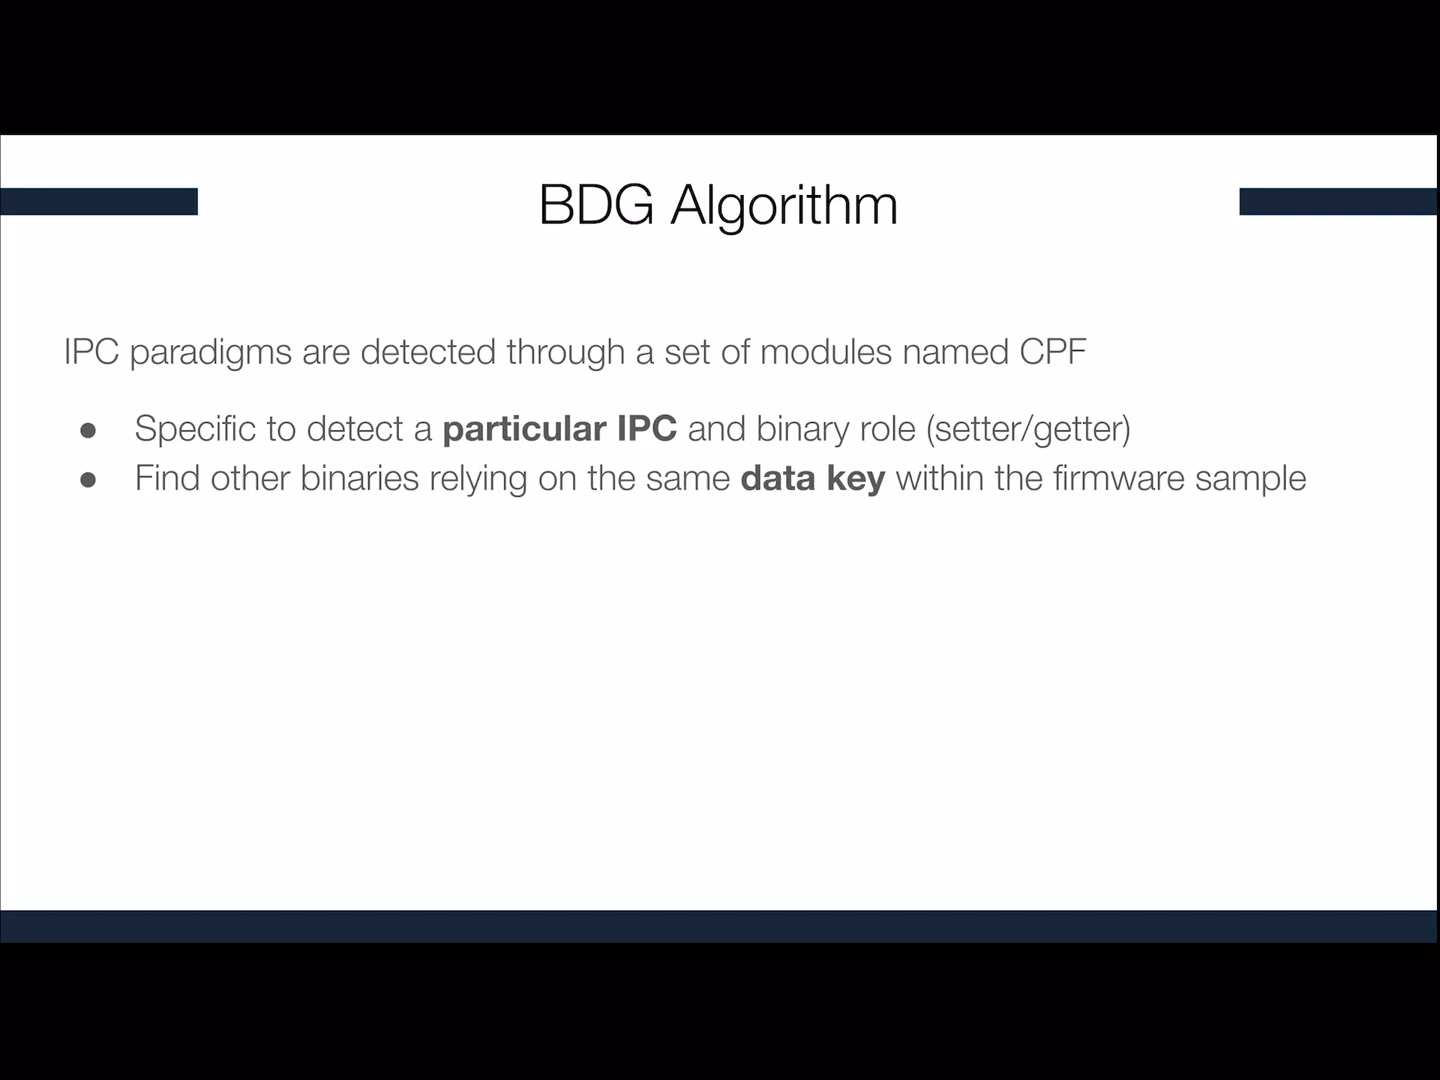 BDG Algorithm
IPC paradigms are detected through a set of modules named CPF
● Specific to detect a particular IPC and binary role (setter/getter)
● Find other binaries relying on the same data key within the firmware sample